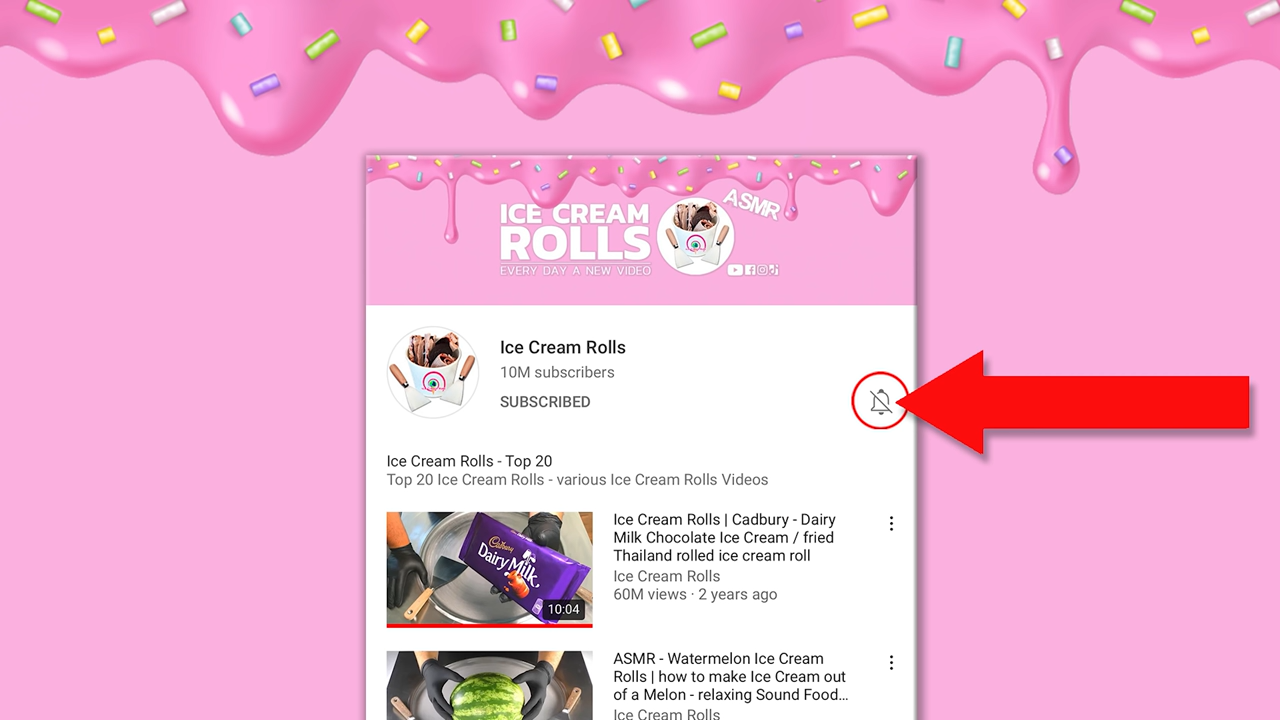 ICE CREAM
ROLLS
EVERY DAY A NEW VIDEO
ASMR
Ice Cream Rolls
10M subscribers
SUBSCRIBED
Ice Cream Rolls - Top 20
Top 20 Ice Cream Rolls - various Ice Cream Rolls Videos
Cadbury
Dairy Milk
10:04
Ice Cream Rolls | Cadbury - Dairy
Milk Chocolate Ice Cream / fried
Thailand rolled ice cream roll
Ice Cream Rolls
60M views · 2 years ago
ASMR - Watermelon Ice Cream
Rolls | how to make Ice Cream out
of a Melon - relaxing Sound Food...
Ice Cream Rolls